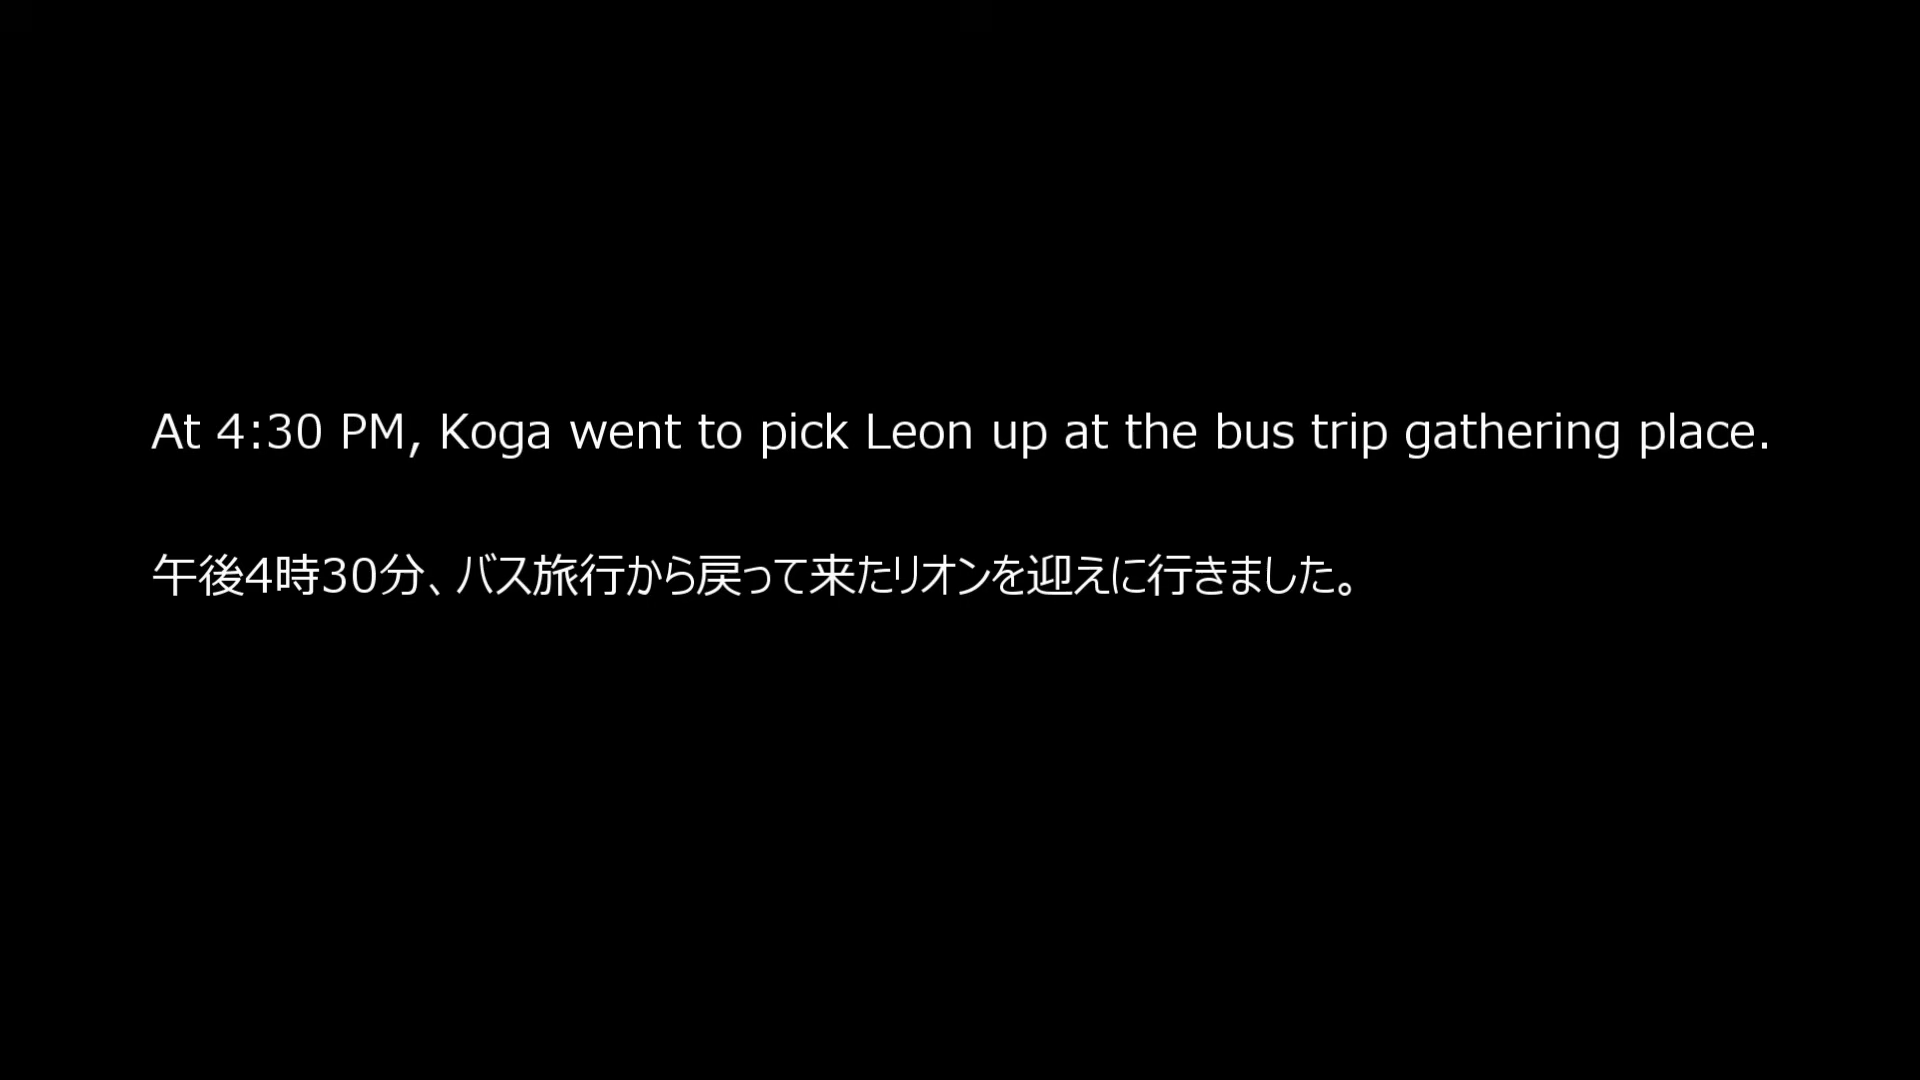 At 4:30 PM, Koga went to pick Leon up at the bus trip gathering place.
午後4時30分、バス旅行から戻って来たリオンを迎えに行きました。